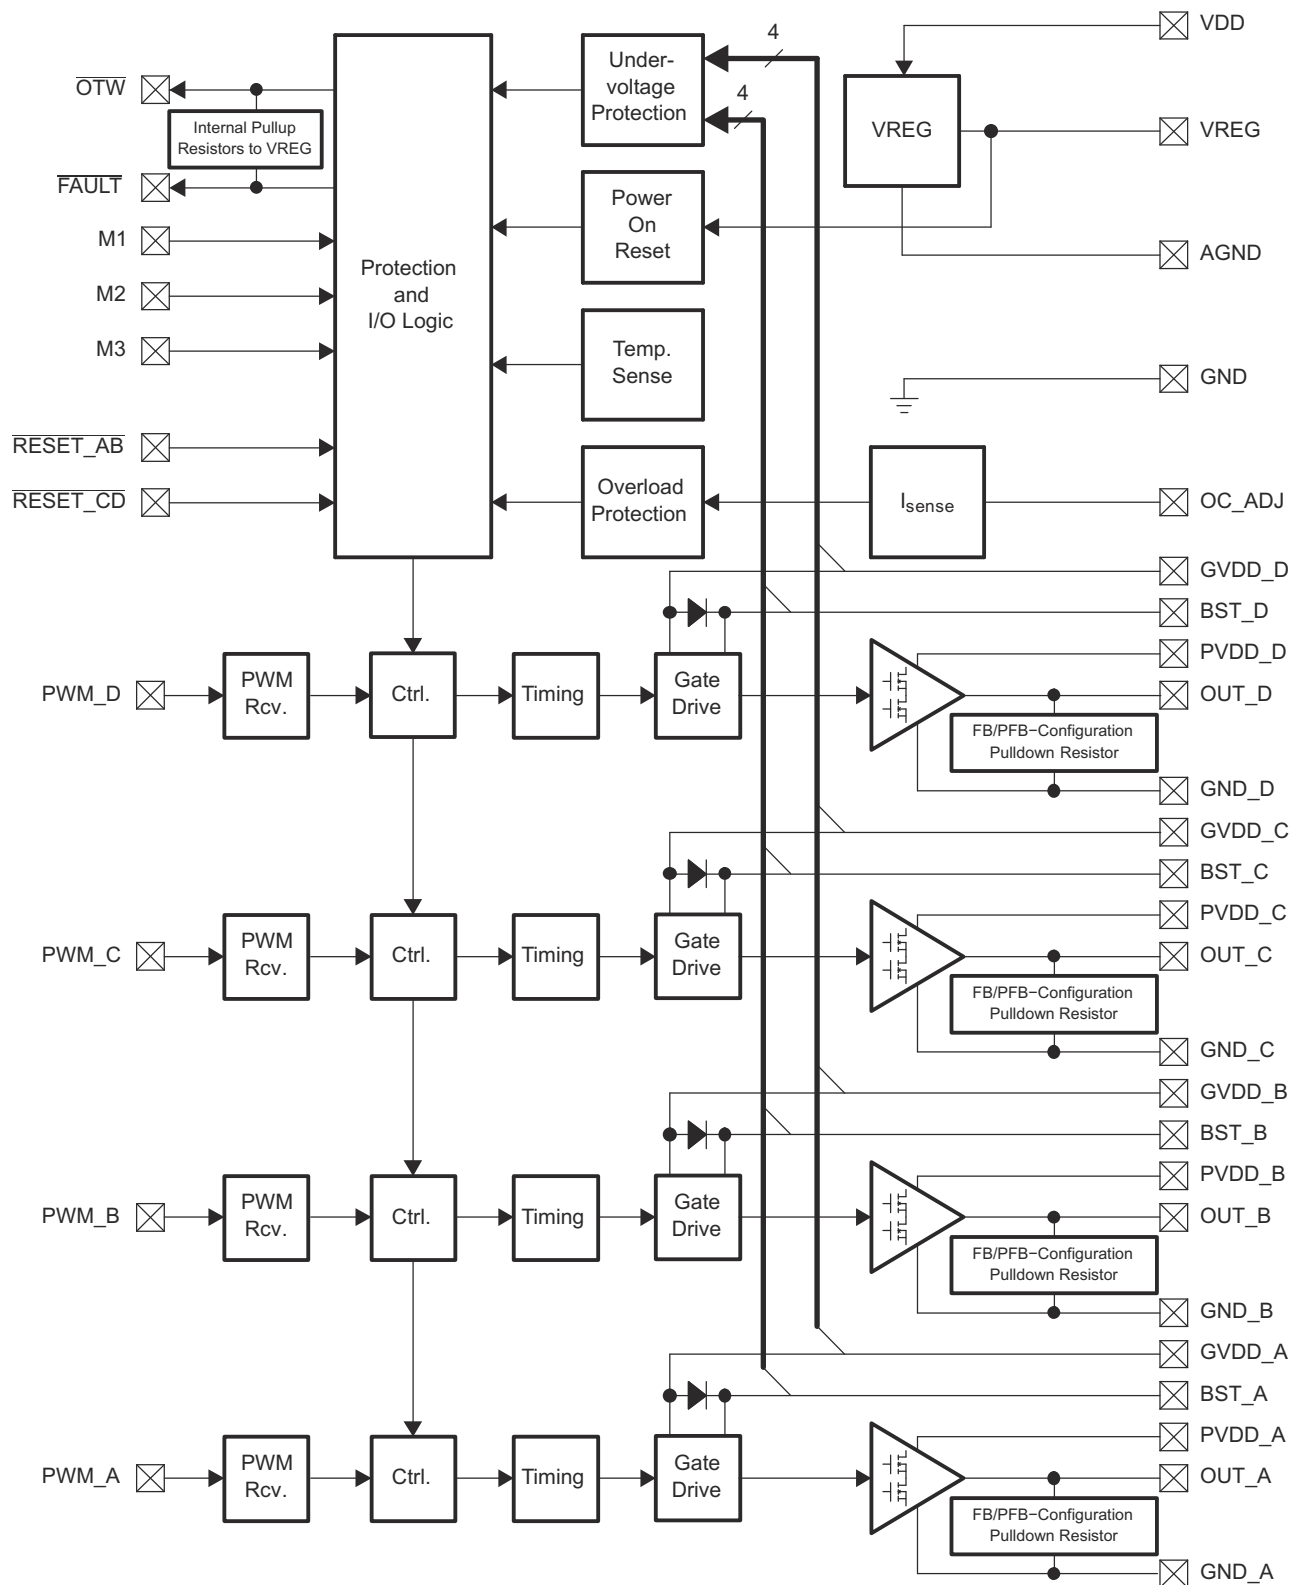 4
VDD
Under-
voltage
Protection
OTW
4
Internal Pullup
Resistors to VREG
VREG
VREG
FAULT
Power
On
Reset
M1
AGND
Protection
and
I/O Logic
M2
M3
Temp.
Sense
GND
RESET_AB
RESET_CD
Overload
Protection
Isense
OC_ADJ
GVDD_D
BST_D
PVDD_D
PWM_D
PWM
Rcv.
Ctrl.
Timing
Gate
Drive
OUT_D
FB/PFB−Configuration
Pulldown Resistor
GND_D
GVDD_C
BST_C
PVDD_C
PWM_C
PWM
Rcv.
Ctrl.
Timing
Gate
Drive
OUT_C
FB/PFB−Configuration
Pulldown Resistor
GND_C
GVDD_B
BST_B
PVDD_B
PWM_B
PWM
Rcv.
Ctrl.
Timing
Gate
Drive
OUT_B
FB/PFB−Configuration
Pulldown Resistor
GND_B
GVDD_A
BST_A
PVDD_A
PWM_A
PWM
Rcv.
Ctrl.
Timing
Gate
Drive
OUT_A
FB/PFB−Configuration
Pulldown Resistor
GND_A